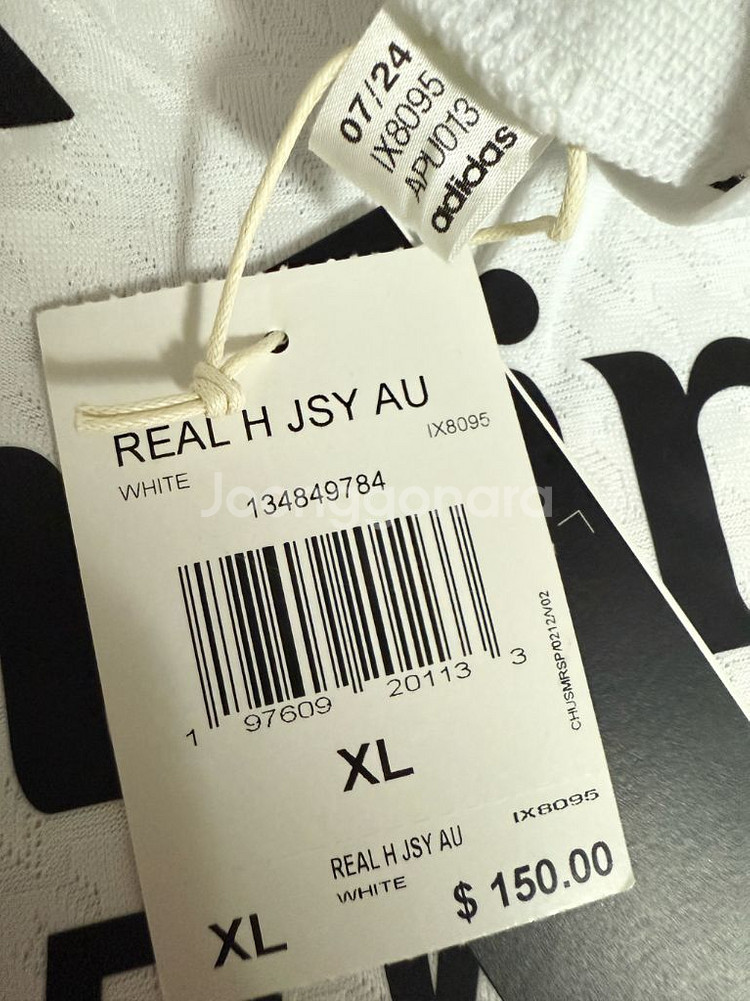 07/24
IX8095
APU013
adidas
REAL H JSY AU
IX8095
WHITE
134849784
Joonggonara
1 97609 20113 3
CHUSMRSP/0212/V02
XL
IX8095
REAL H JSY AU
WHITE
$ 150.00
XL